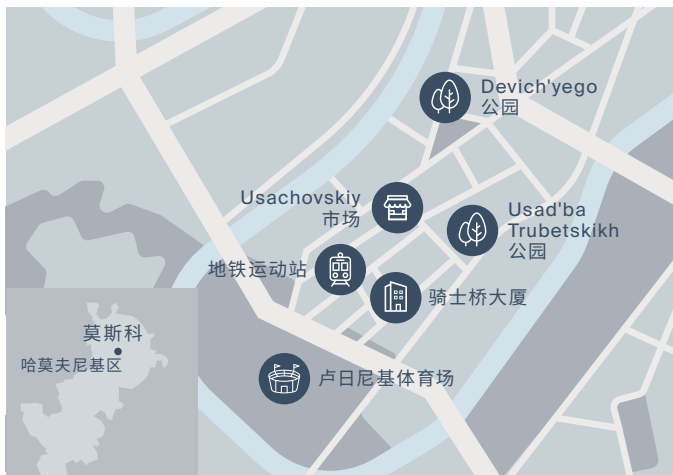 Devich'yego
公园
Usachovskiy
市场
Usad'ba
Trubetskikh
公园
地铁运动站
骑士桥大厦
莫斯科
哈莫夫尼基区
卢日尼基体育场